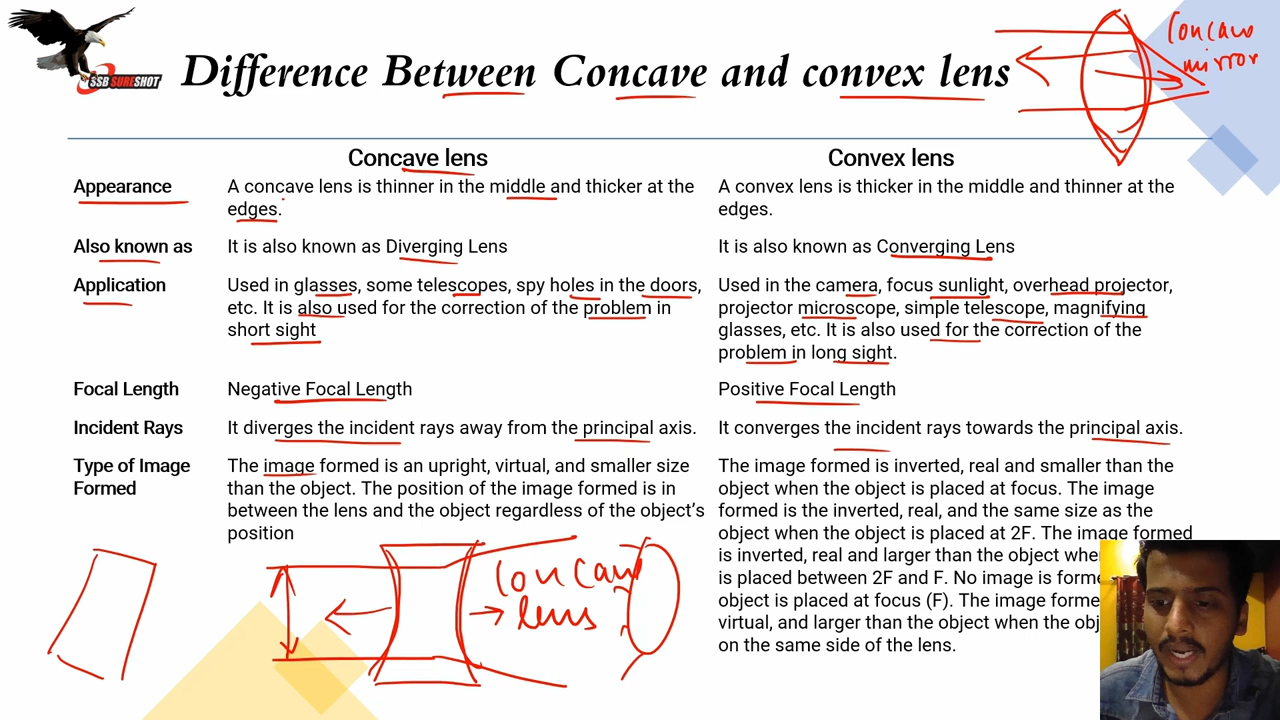 SSB SURESHOT
Difference Between Concave and convex lens
Concave
mirror
Concave lens
Convex lens
Appearance
A concave lens is thinner in the middle and thicker at the
edges.
A convex lens is thicker in the middle and thinner at the
edges.
Also known as
It is also known as Diverging Lens
It is also known as Converging Lens
Application
Used in glasses, some telescopes, spy holes in the doors,
etc. It is also used for the correction of the problem in
short sight
Used in the camera, focus sunlight, overhead projector,
projector microscope, simple telescope, magnifying
glasses, etc. It is also used for the correction of the
problem in long sight.
Focal Length
Negative Focal Length
Positive Focal Length
Incident Rays
It diverges the incident rays away from the principal axis.
It converges the incident rays towards the principal axis.
Type of Image
Formed
The image formed is an upright, virtual, and smaller size
than the object. The position of the image formed is in
between the lens and the object regardless of the object's
position
The image formed is inverted, real and smaller than the
object when the object is placed at focus. The image
formed is the inverted, real, and the same size as the
object when the object is placed at 2F. The image formed
is inverted, real and larger than the object
is placed between 2F and F. No image is
object is placed at focus (F). The image
virtual, and larger than the object when the
on the same side of the lens.
Concave
lens